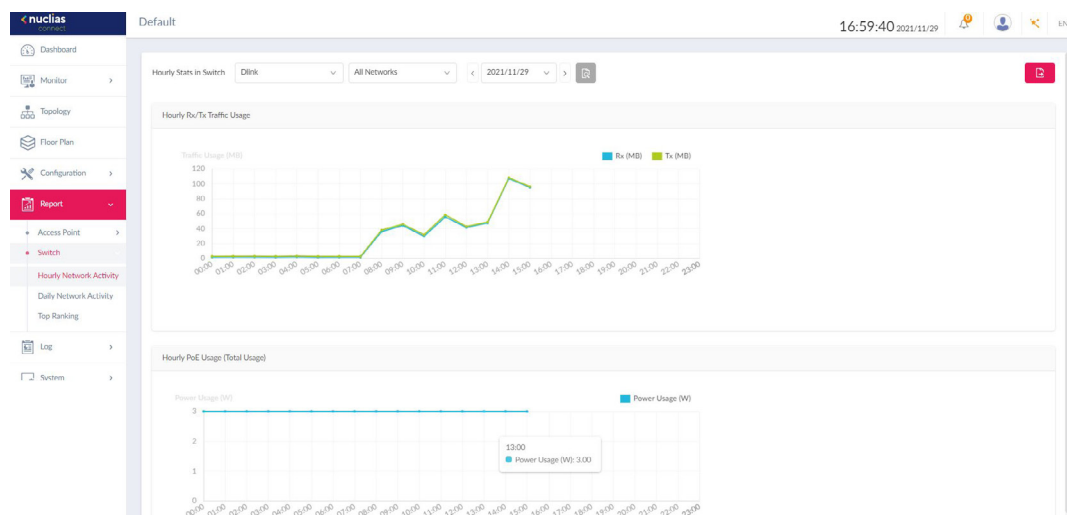 nuclias
connect
Default
16:59:40 2021/11/29
0
EN
Dashboard
Monitor
Topology
Floor Plan
Configuration
Report
Access Point
Switch
Hourly Network Activity
Daily Network Activity
Top Ranking
Log
System
Hourly Stats in Switch Dlink All Networks 2021/11/29
Hourly Rx/Tx Traffic Usage
Traffic Usage (MB) Rx (MB) Tx (MB)
120
100
80
60
40
20
0
00:00 01:00 02:00 03:00 04:00 05:00 06:00 07:00 08:00 09:00 10:00 11:00 12:00 13:00 14:00 15:00 16:00 17:00 18:00 19:00 20:00 21:00 22:00 23:00
Hourly PoE Usage (Total Usage)
Power Usage (W) Power Usage (W)
3
2
1
0
13:00
Power Usage (W): 3.00
00:00 01:00 02:00 03:00 04:00 05:00 06:00 07:00 08:00 09:00 10:00 11:00 12:00 13:00 14:00 15:00 16:00 17:00 18:00 19:00 20:00 21:00 22:00 23:00